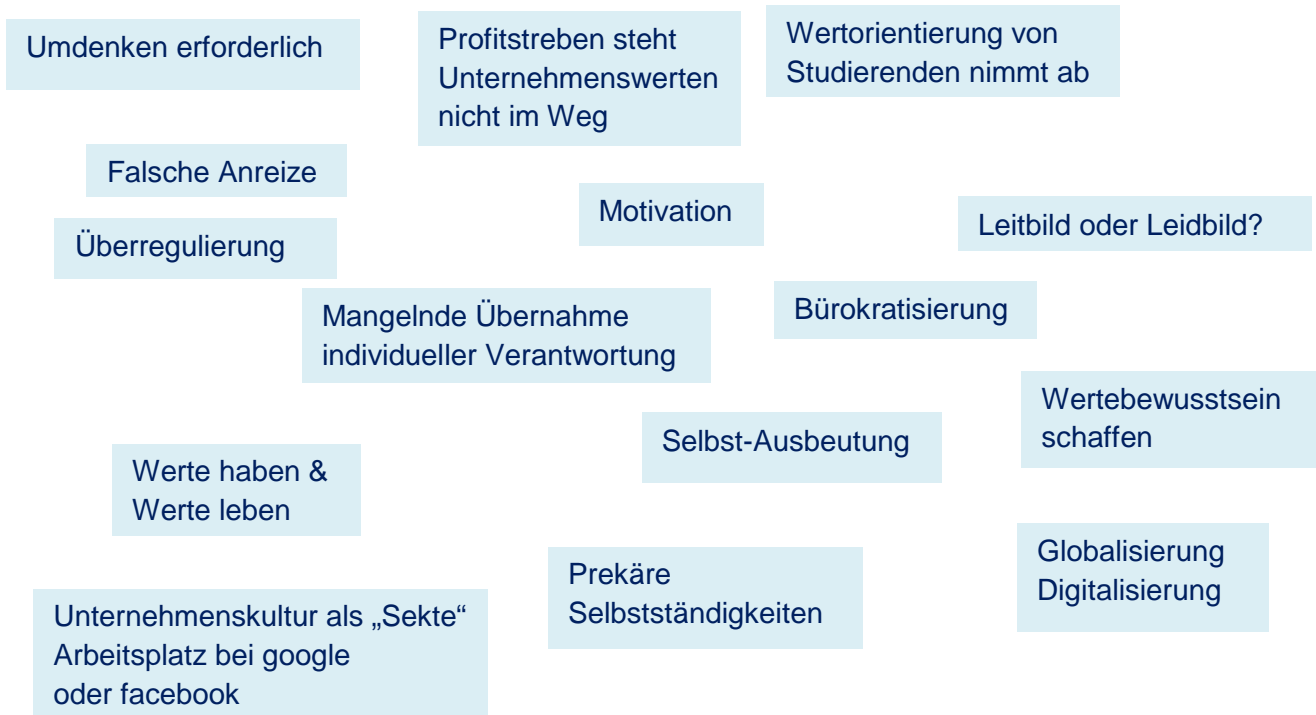 Umdenken erforderlich
Profitstreben steht
Unternehmenswerten
nicht im Weg
Wertorientierung von
Studierenden nimmt ab
Falsche Anreize
Motivation
Leitbild oder Leidbild?
Überregulierung
Mangelnde Übernahme
individueller Verantwortung
Bürokratisierung
Wertebewusstsein
schaffen
Selbst-Ausbeutung
Werte haben &
Werte leben
Prekäre
Selbstständigkeiten
Globalisierung
Digitalisierung
Unternehmenskultur als „Sekte“
Arbeitsplatz bei google
oder facebook